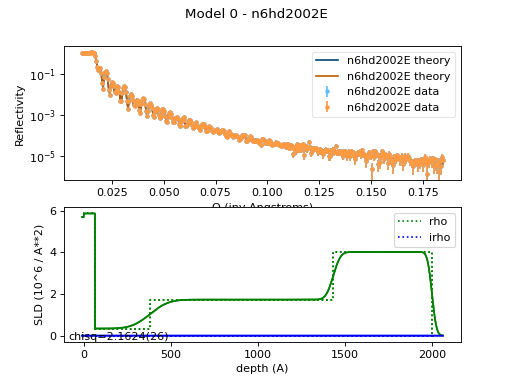 Model 0 - n6hd2002E
Reflectivity
10^-1
10^-3
10^-5
n6hd2002E theory
n6hd2002E theory
n6hd2002E data
n6hd2002E data
0.025 0.050 0.075 0.100 0.125 0.150 0.175
Q (inv Angstroms)
SLD (10^6 / A**2)
6
4
2
0
rho
irho
chisq=2.1624(26)
0 500 1000 1500 2000
depth (A)